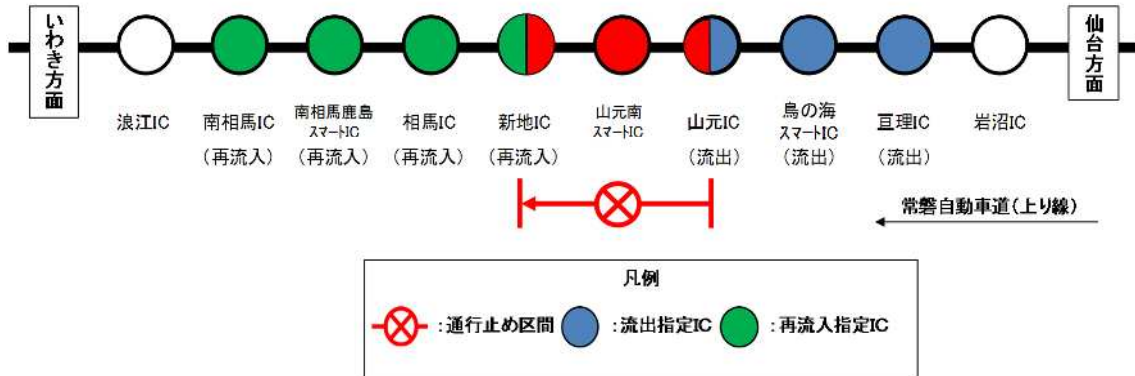 いわき方面
仙台方面
浪江IC
南相馬IC
(再流入)
南相馬鹿島
スマートIC
(再流入)
相馬IC
(再流入)
新地IC
(再流入)
山元南
スマートIC
山元IC
(流出)
鳥の海
スマートIC
(流出)
亘理IC
(流出)
岩沼IC
常磐自動車道(上り線)
凡例
:通行止め区間
:流出指定IC
:再流入指定IC